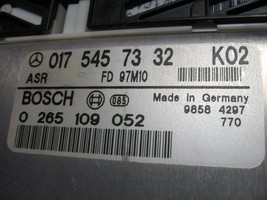 017 545 73 32 K02
ASR FD 97M10
BOSCH 085 Made in Germany
9858 4297
0 265 109 052 770